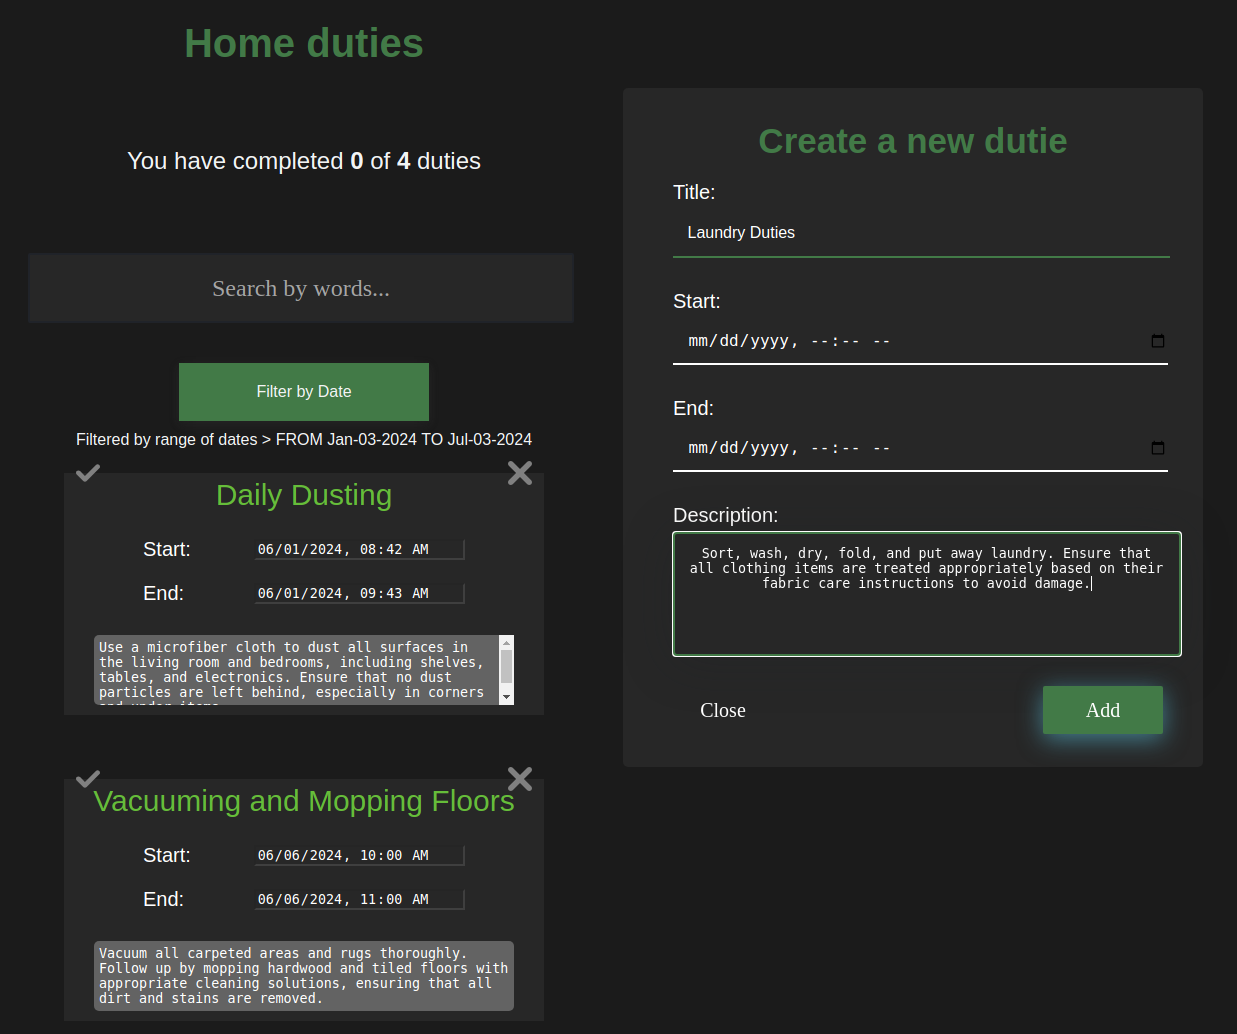 Home duties
You have completed 0 of 4 duties
Search by words...
Filter by Date
Filtered by range of dates > FROM Jan-03-2024 TO Jul-03-2024
Daily Dusting
Start: 06/01/2024, 08:42 AM
End: 06/01/2024, 09:43 AM
Use a microfiber cloth to dust all surfaces in
the living room and bedrooms, including shelves,
tables, and electronics. Ensure that no dust
particles are left behind, especially in corners
and under items.
Vacuuming and Mopping Floors
Start: 06/06/2024, 10:00 AM
End: 06/06/2024, 11:00 AM
Vacuum all carpeted areas and rugs thoroughly.
Follow up by mopping hardwood and tiled floors with
appropriate cleaning solutions, ensuring that all
dirt and stains are removed.
Create a new dutie
Title:
Laundry Duties
Start:
mm/dd/yyyy, --:-- --
End:
mm/dd/yyyy, --:-- --
Description:
Sort, wash, dry, fold, and put away laundry. Ensure that
all clothing items are treated appropriately based on their
fabric care instructions to avoid damage.
Close
Add